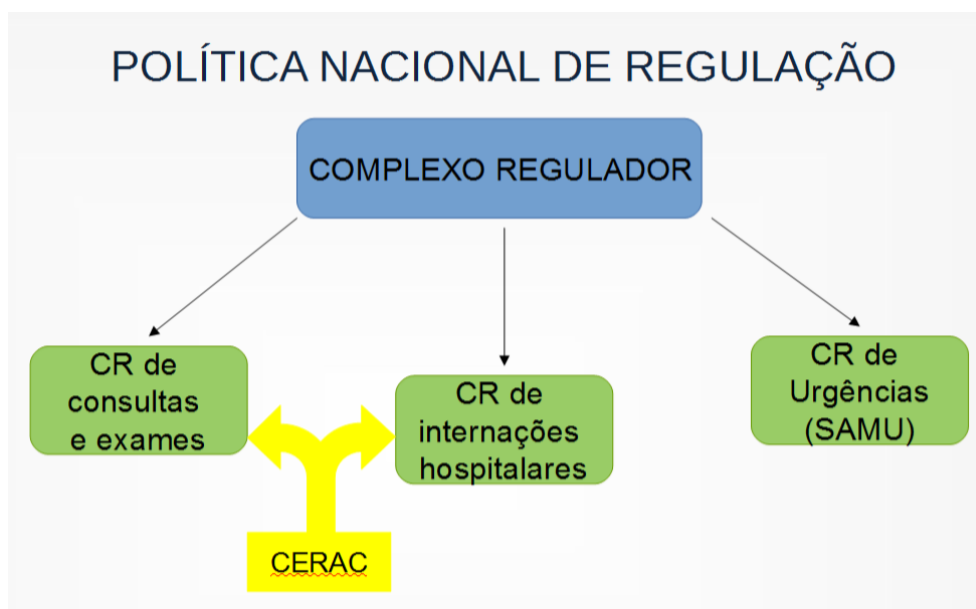 POLÍTICA NACIONAL DE REGULAÇÃO
COMPLEXO REGULADOR
CR de
consultas
e exames
CR de
internações
hospitalares
CR de
Urgências
(SAMU)
CERAC